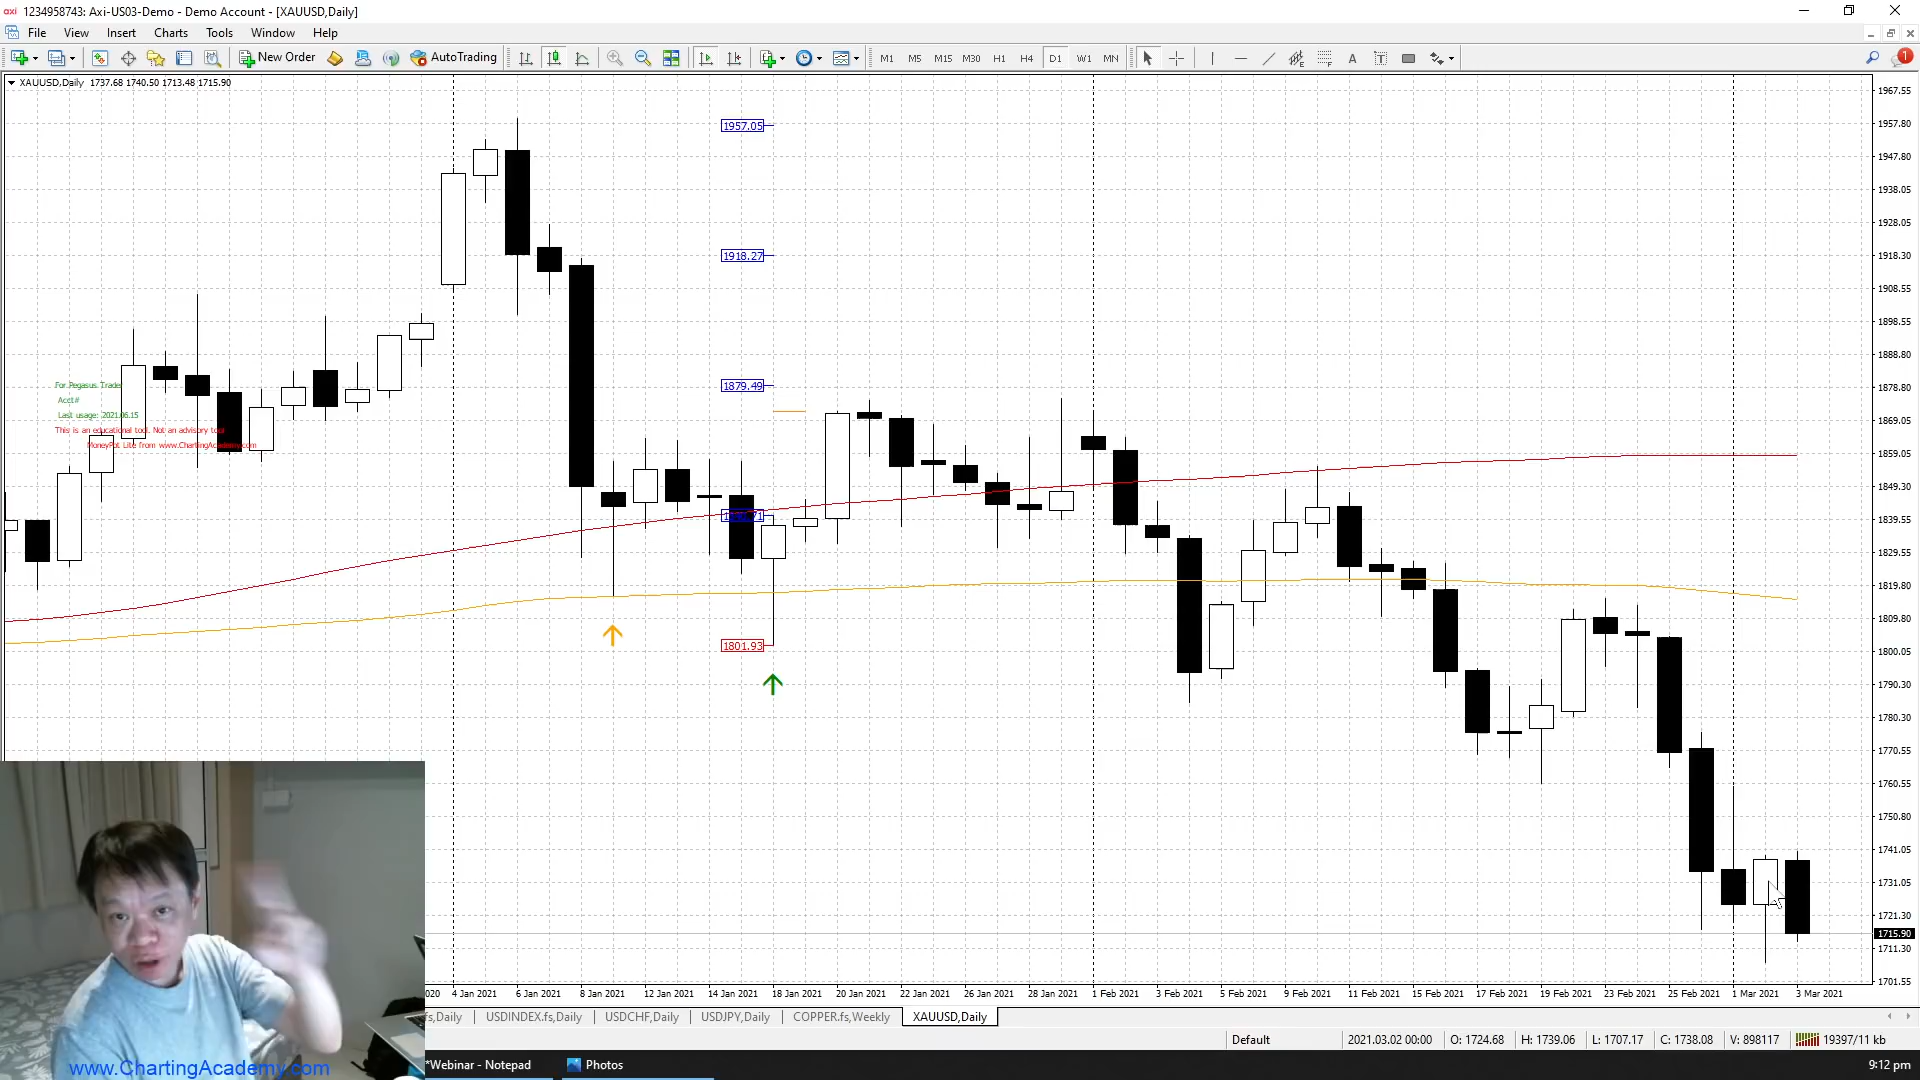 axi 1234958743: Axi-US03-Demo - Demo Account - [XAUUSD,Daily]
File View Insert Charts Tools Window Help
New Order AutoTrading M1 M5 M15 M30 H1 H4 D1 W1 MN A T 1
XAUUSD,Daily 1737.68 1740.50 1713.48 1715.90
1967.55
1957.05
1957.80
1947.80
1938.05
1928.05
1918.27
1918.30
1908.55
1898.55
1888.80
1879.49
1878.80
For Pegasus Trader
Acct#
Last usage: 2021.06.15
This is an educational tool. Not an advisory tool
MoneyPot Lite from www.ChartingAcademy.com
1869.05
1859.05
1849.30
1839.55
1829.55
1819.80
1809.80
1801.93
1800.05
1790.30
1780.30
1770.55
1760.55
1750.80
1741.05
1731.05
1721.30
1715.90
1711.30
1701.55
2020 4 Jan 2021 6 Jan 2021 8 Jan 2021 12 Jan 2021 14 Jan 2021 18 Jan 2021 20 Jan 2021 22 Jan 2021 26 Jan 2021 28 Jan 2021 1 Feb 2021 3 Feb 2021 5 Feb 2021 9 Feb 2021 11 Feb 2021 15 Feb 2021 17 Feb 2021 19 Feb 2021 23 Feb 2021 25 Feb 2021 1 Mar 2021 3 Mar 2021
fs,Daily USDINDEX.fs,Daily USDCHF,Daily USDJPY,Daily COPPER.fs,Weekly XAUUSD,Daily
Default 2021.03.02 00:00 O: 1724.68 H: 1739.06 L: 1707.17 C: 1738.08 V: 898117 19397/11 kb
*Webinar - Notepad Photos 9:12 pm
www.ChartingAcademy.com